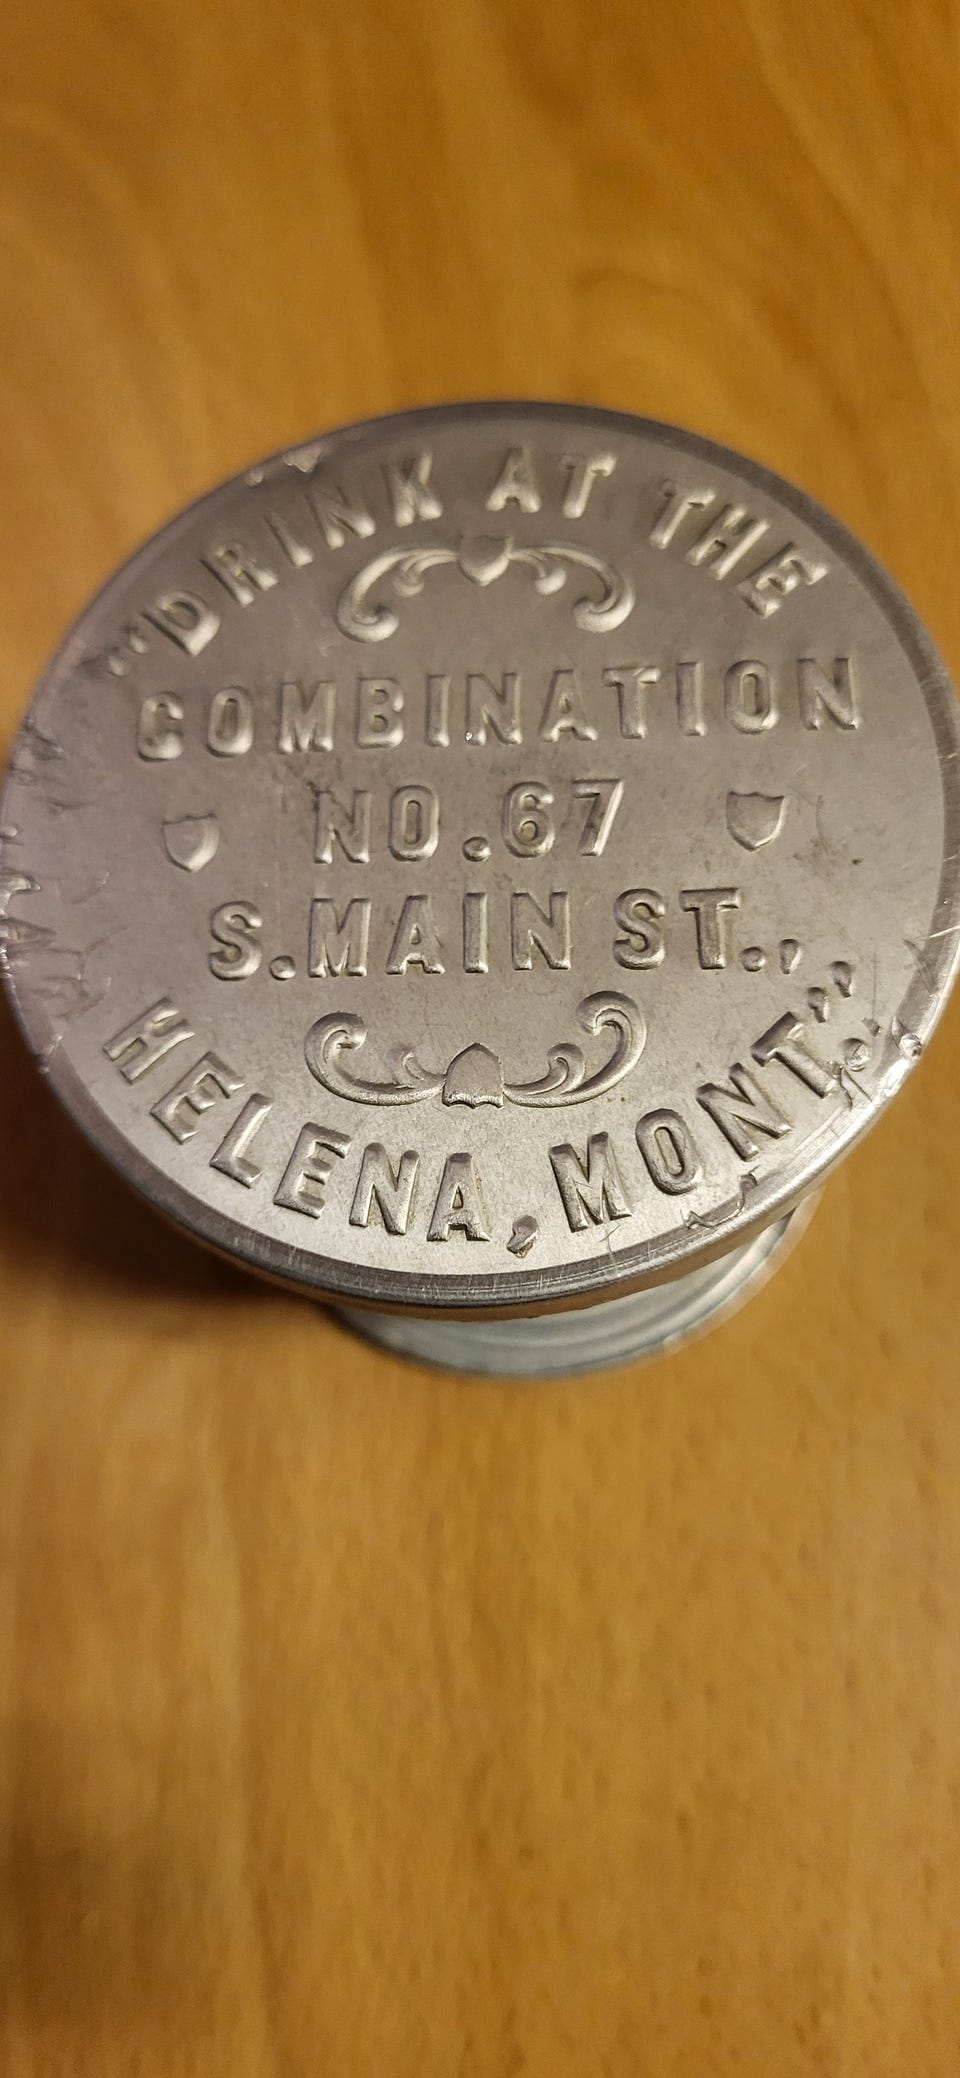 "DRINK AT THE
COMBINATION
NO. 67
S. MAIN ST.,
HELENA, MONT."